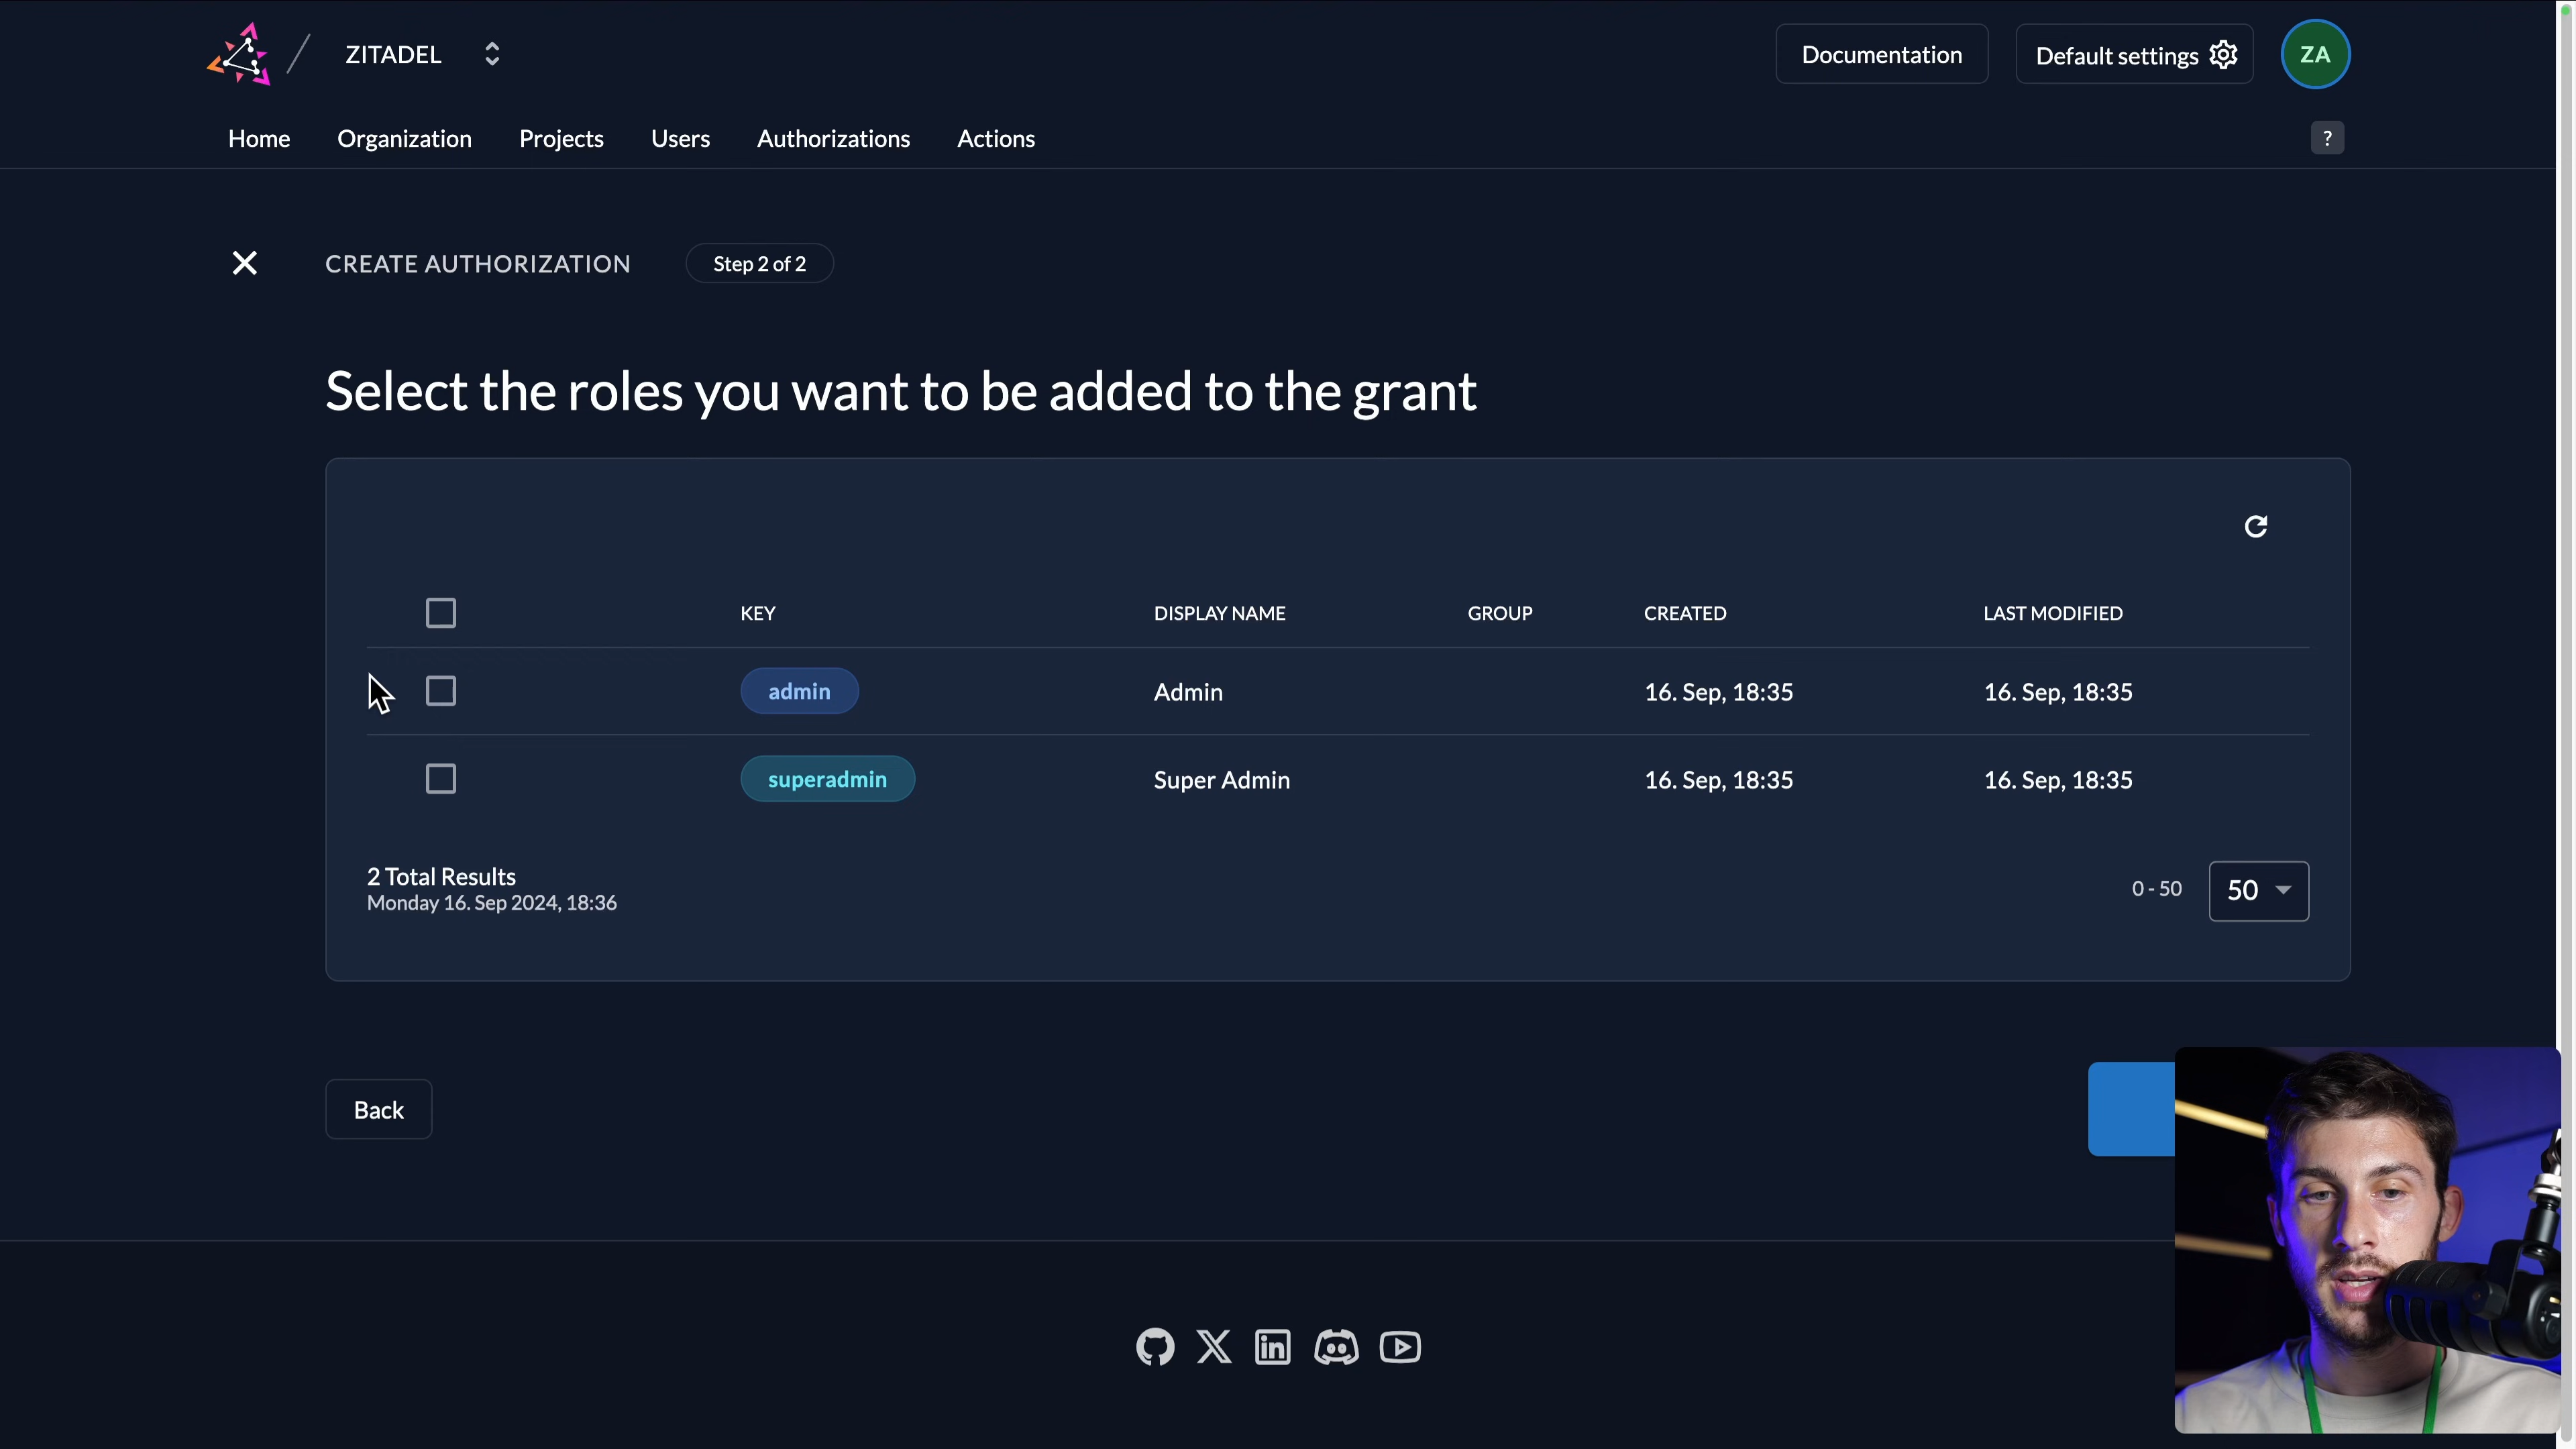 ZITADEL
Documentation
Default settings
ZA
Home
Organization
Projects
Users
Authorizations
Actions
?
CREATE AUTHORIZATION
Step 2 of 2
Select the roles you want to be added to the grant
KEY DISPLAY NAME GROUP CREATED LAST MODIFIED
admin Admin 16. Sep, 18:35 16. Sep, 18:35
superadmin Super Admin 16. Sep, 18:35 16. Sep, 18:35
2 Total Results
Monday 16. Sep 2024, 18:36
0 - 50
50
Back